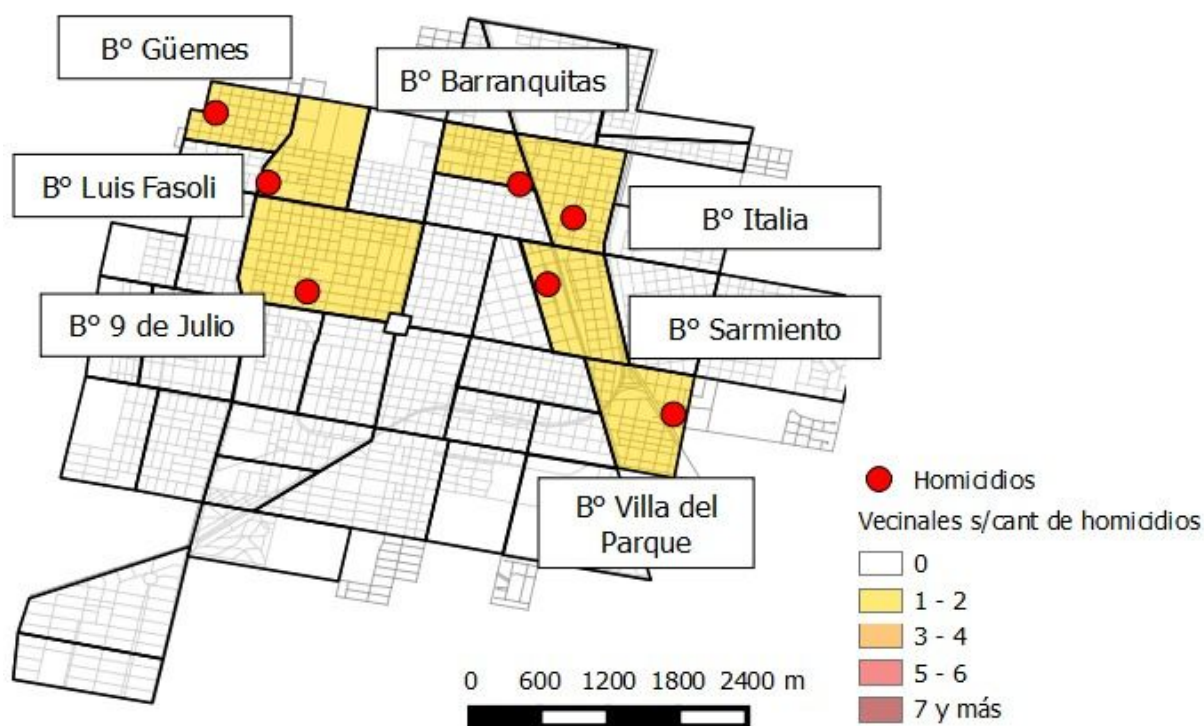 B° Güemes
B° Barranquitas
B° Luis Fasoli
B° Italia
B° 9 de Julio
B° Sarmiento
B° Villa del
Parque
Homicidios
Vecinales s/cant de homicidios
0
1 - 2
3 - 4
5 - 6
7 y más
0 600 1200 1800 2400 m